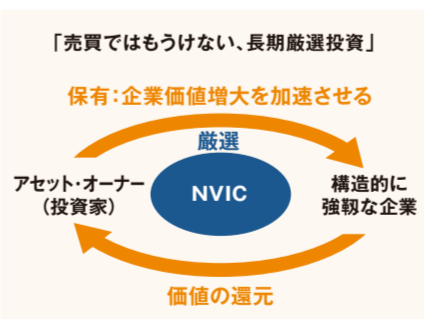 「売買ではもうけない、長期厳選投資」
保有：企業価値増大を加速させる
厳選
アセット・オーナー
（投資家）
NVIC
構造的に
強靱な企業
価値の還元